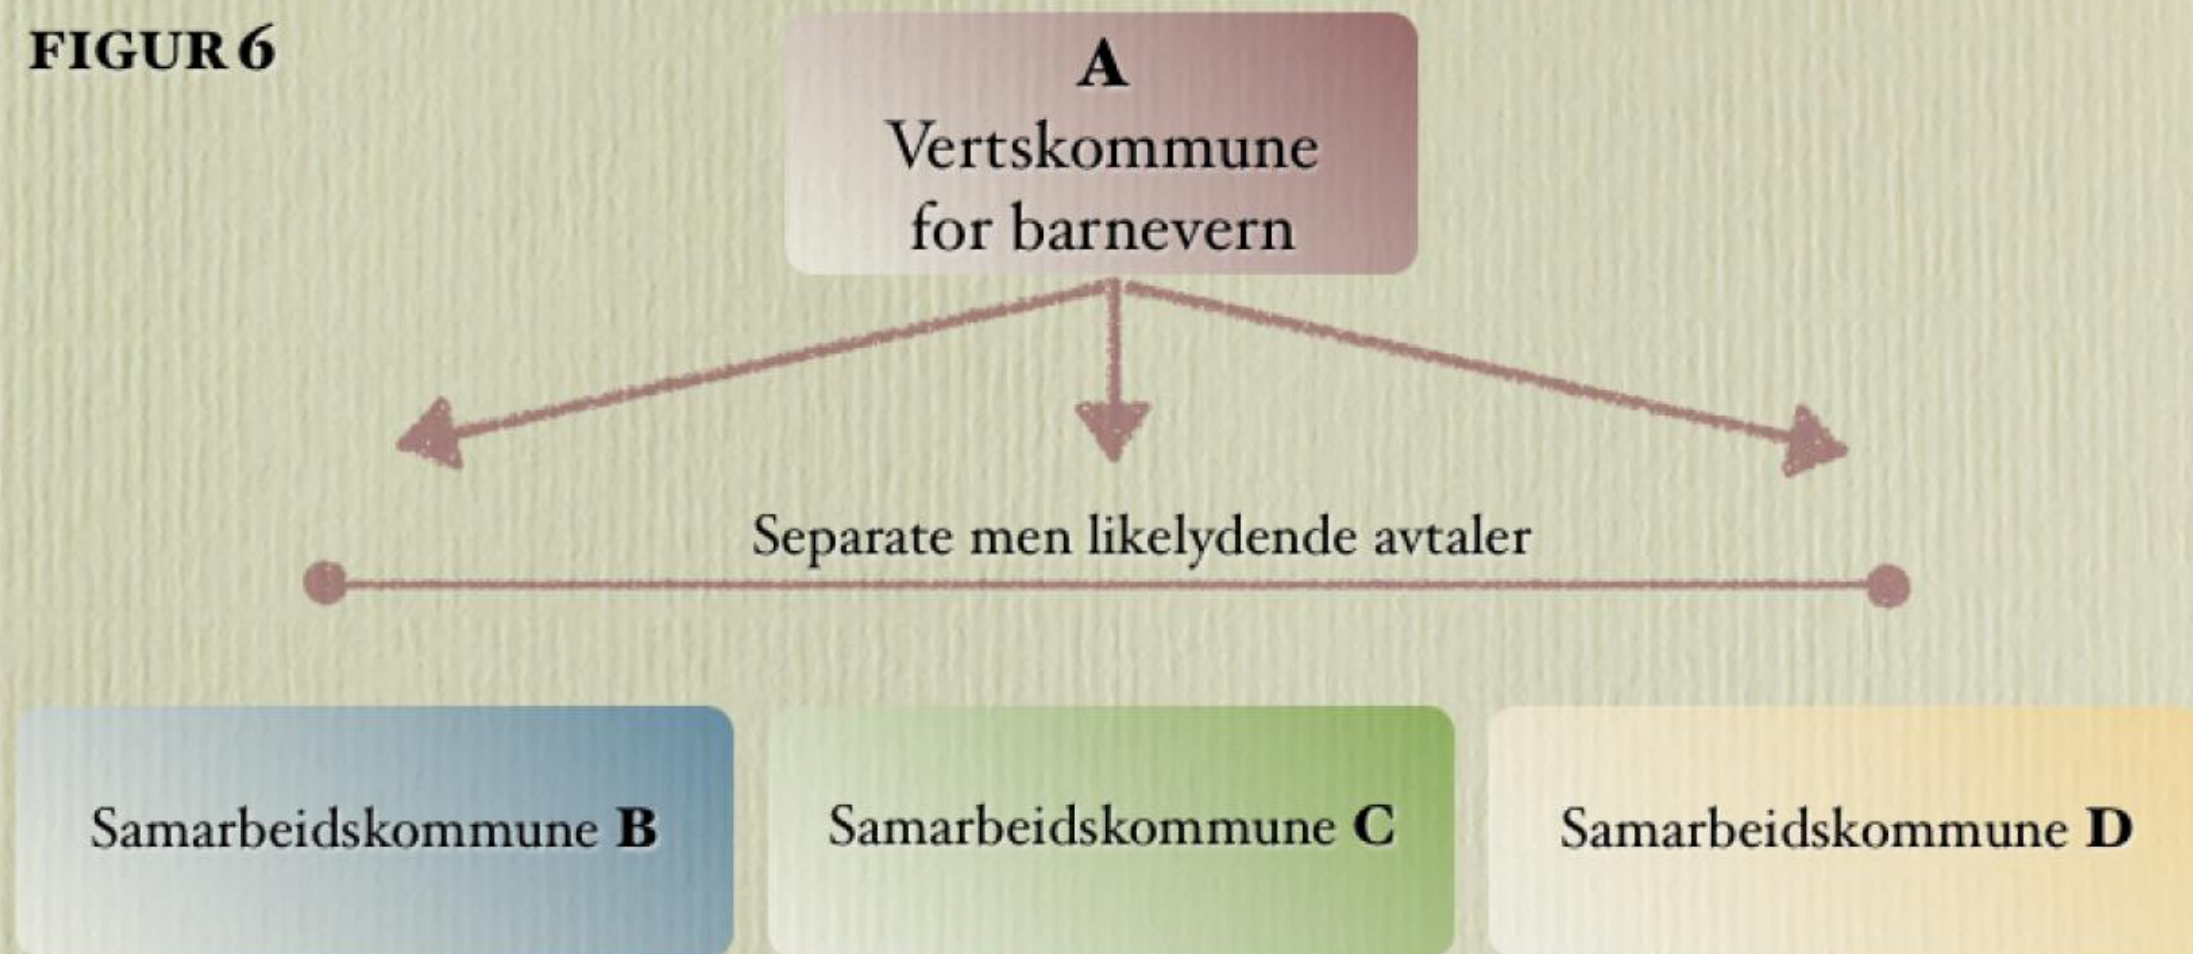 FIGUR 6
A
Vertskommune
for barnevern
Separate men likelydende avtaler
Samarbeidskommune B
Samarbeidskommune C
Samarbeidskommune D